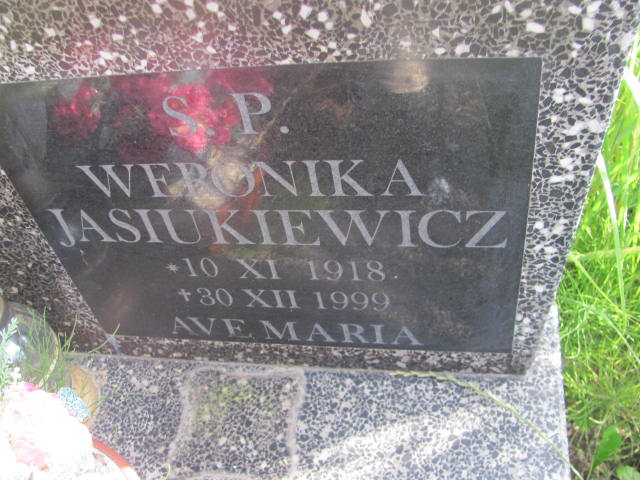 S. P.
WERONIKA
JASIUKIEWICZ
*10 XI 1918
+30 XII 1999
AVE MARIA